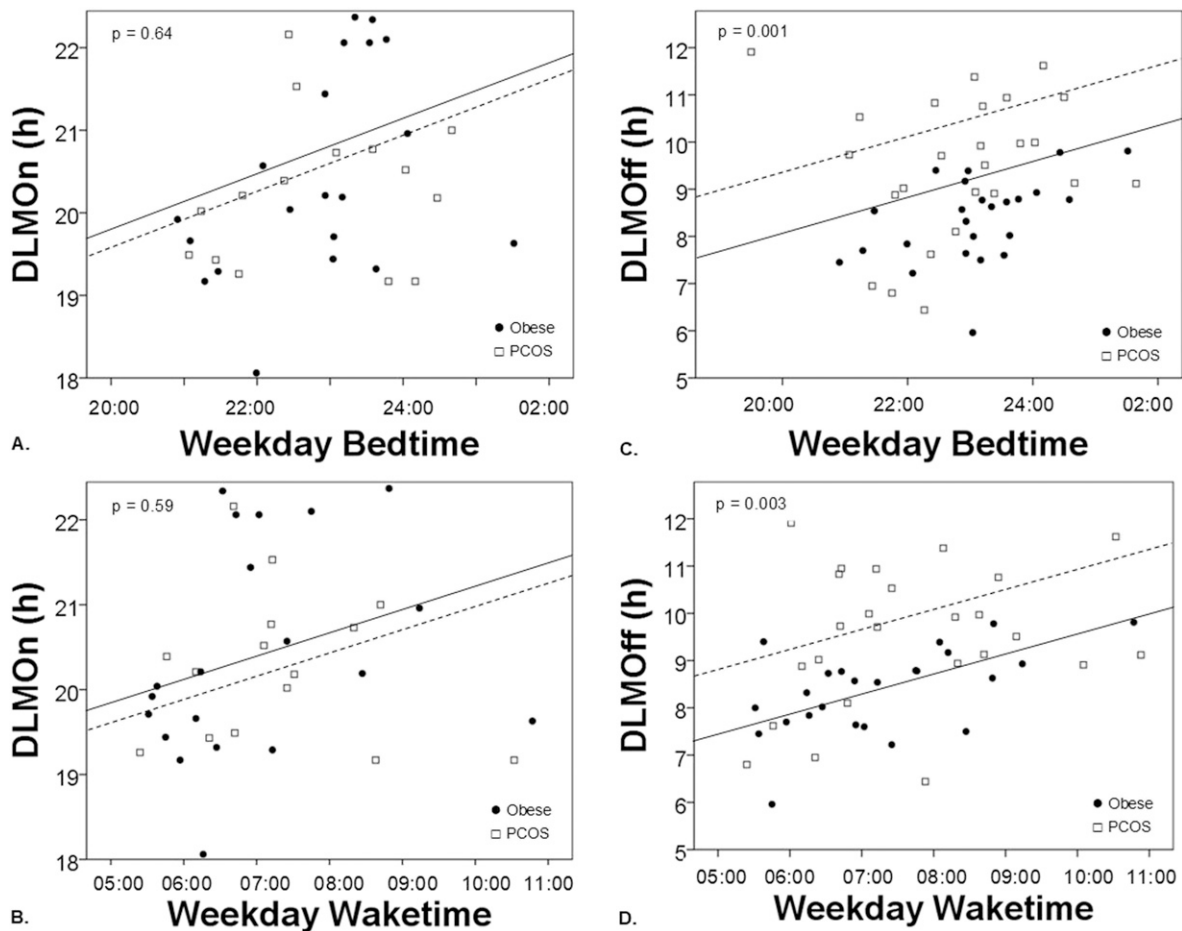 p = 0.64
DLMOn (h)
22
21
20
19
18
Obese
PCOS
20:00 22:00 24:00 02:00
Weekday Bedtime
A.
p = 0.001
DLMOff (h)
12
11
10
9
8
7
6
5
Obese
PCOS
20:00 22:00 24:00 02:00
Weekday Bedtime
C.
p = 0.59
DLMOn (h)
22
21
20
19
18
Obese
PCOS
05:00 06:00 07:00 08:00 09:00 10:00 11:00
Weekday Waketime
B.
p = 0.003
DLMOff (h)
12
11
10
9
8
7
6
5
Obese
PCOS
05:00 06:00 07:00 08:00 09:00 10:00 11:00
Weekday Waketime
D.